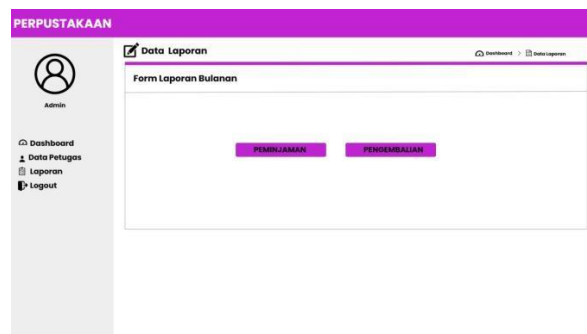 PERPUSTAKAAN
Admin
Dashboard
Data Petugas
Laporan
Logout
Data Laporan
Dashboard > Data Laporan
Form Laporan Bulanan
PEMINJAMAN
PENGEMBALIAN